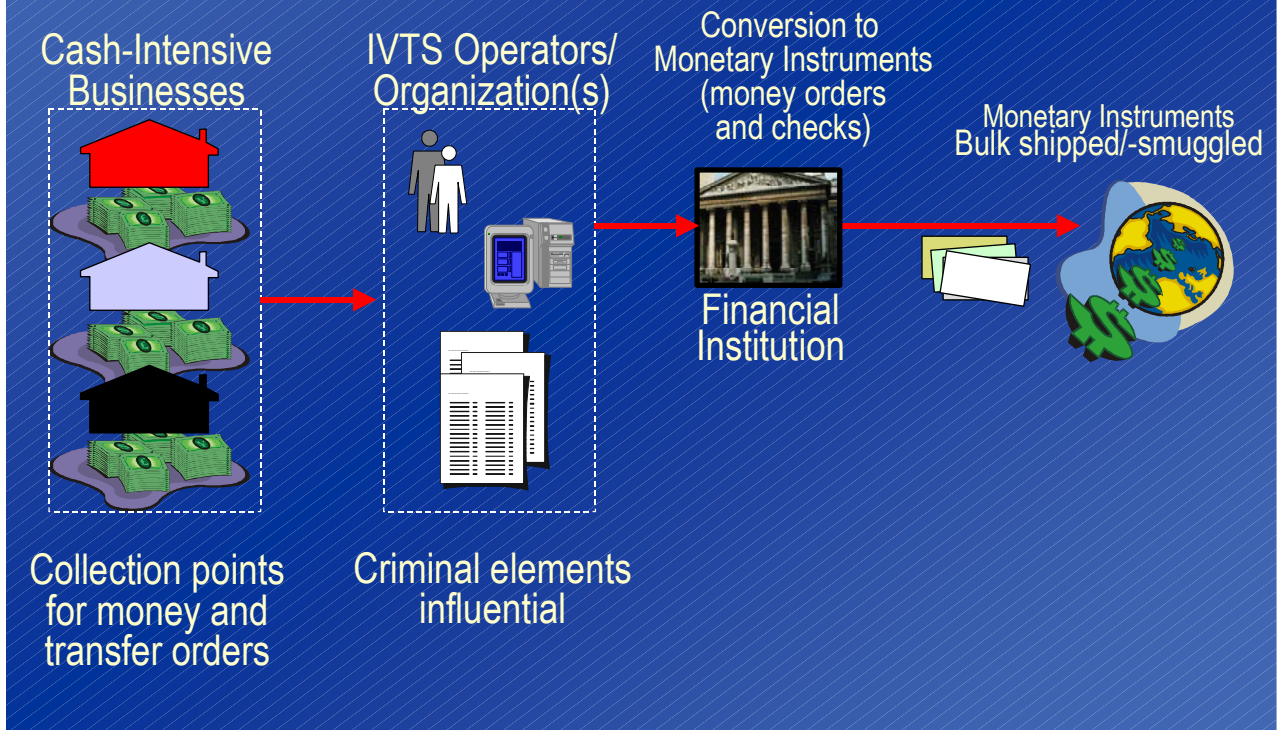 Cash-Intensive
Businesses
IVTS Operators/
Organization(s)
Conversion to
Monetary Instruments
(money orders
and checks)
Monetary Instruments
Bulk shipped/-smuggled
Financial
Institution
Collection points
for money and
transfer orders
Criminal elements
influential